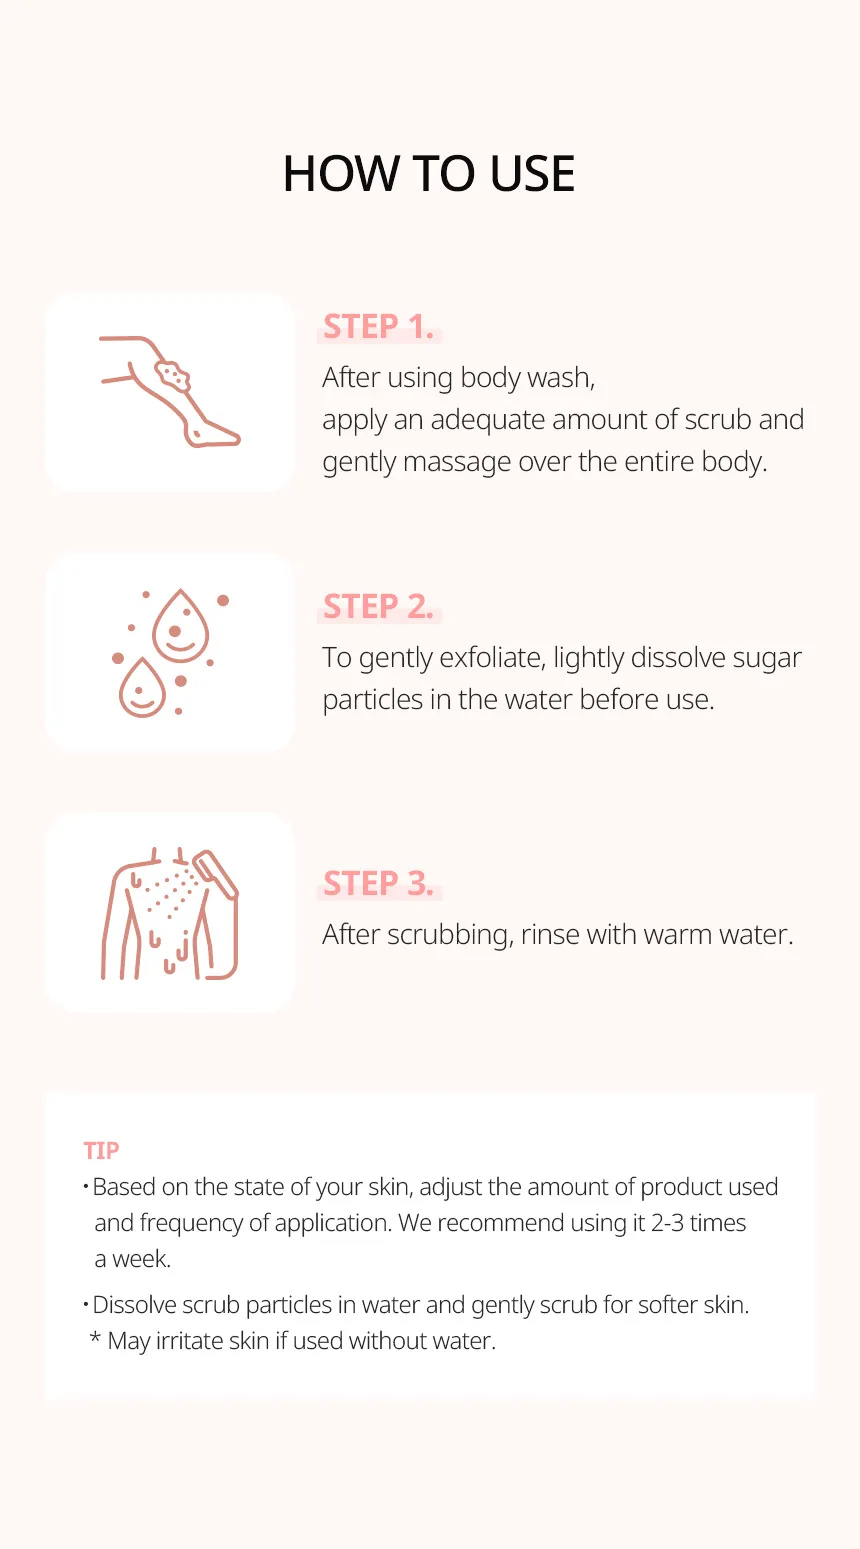 HOW TO USE
STEP 1.
After using body wash,
apply an adequate amount of scrub and
gently massage over the entire body.
STEP 2.
To gently exfoliate, lightly dissolve sugar
particles in the water before use.
STEP 3.
After scrubbing, rinse with warm water.
TIP
• Based on the state of your skin, adjust the amount of product used
and frequency of application. We recommend using it 2-3 times
a week.
• Dissolve scrub particles in water and gently scrub for softer skin.
* May irritate skin if used without water.